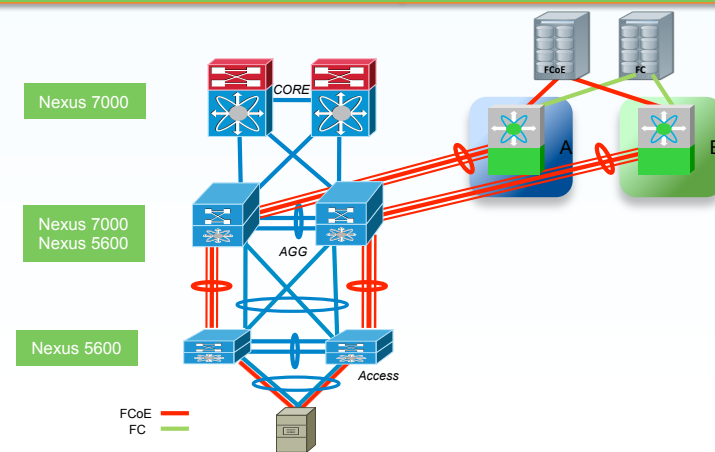 FCoE
FC
CORE
Nexus 7000
A
B
Nexus 7000
Nexus 5600
AGG
Nexus 5600
Access
FCoE
FC